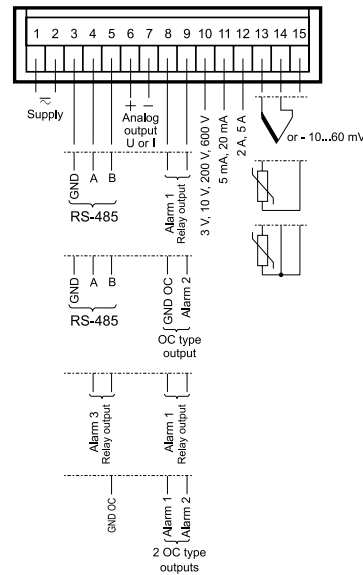 1 2 3 4 5 6 7 8 9 10 11 12 13 14 15
Supply
+ −
Analog
output
U or I
3 V, 10 V, 200 V, 600 V
5 mA, 20 mA
2 A, 5 A
or - 10...60 mV
GND
A
B
RS-485
Alarm 1
Relay output
GND
A
B
RS-485
GND OC
Alarm 2
OC type
output
Alarm 3
Relay output
Alarm 1
Relay output
GND OC
Alarm 1
Alarm 2
2 OC type
outputs